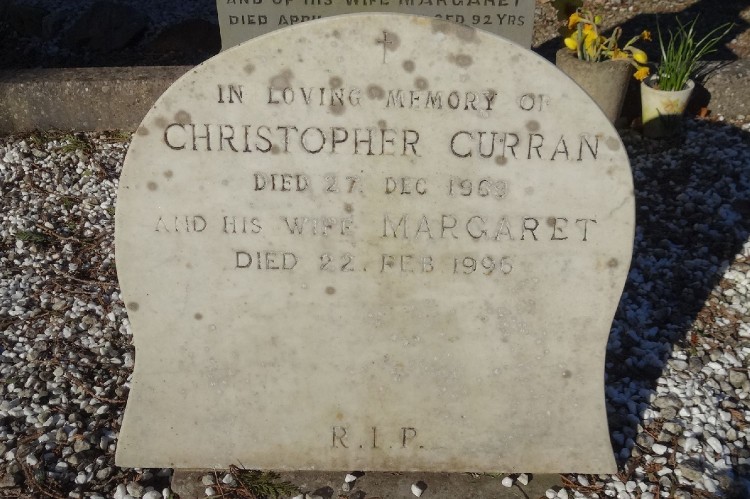 AND OF HIS WIFE MARGARET
DIED APRIL 92 YRS
IN LOVING MEMORY OF
CHRISTOPHER CURRAN
DIED 27. DEC 1969
AND HIS WIFE MARGARET
DIED 22. FEB 1996
R.I.P.